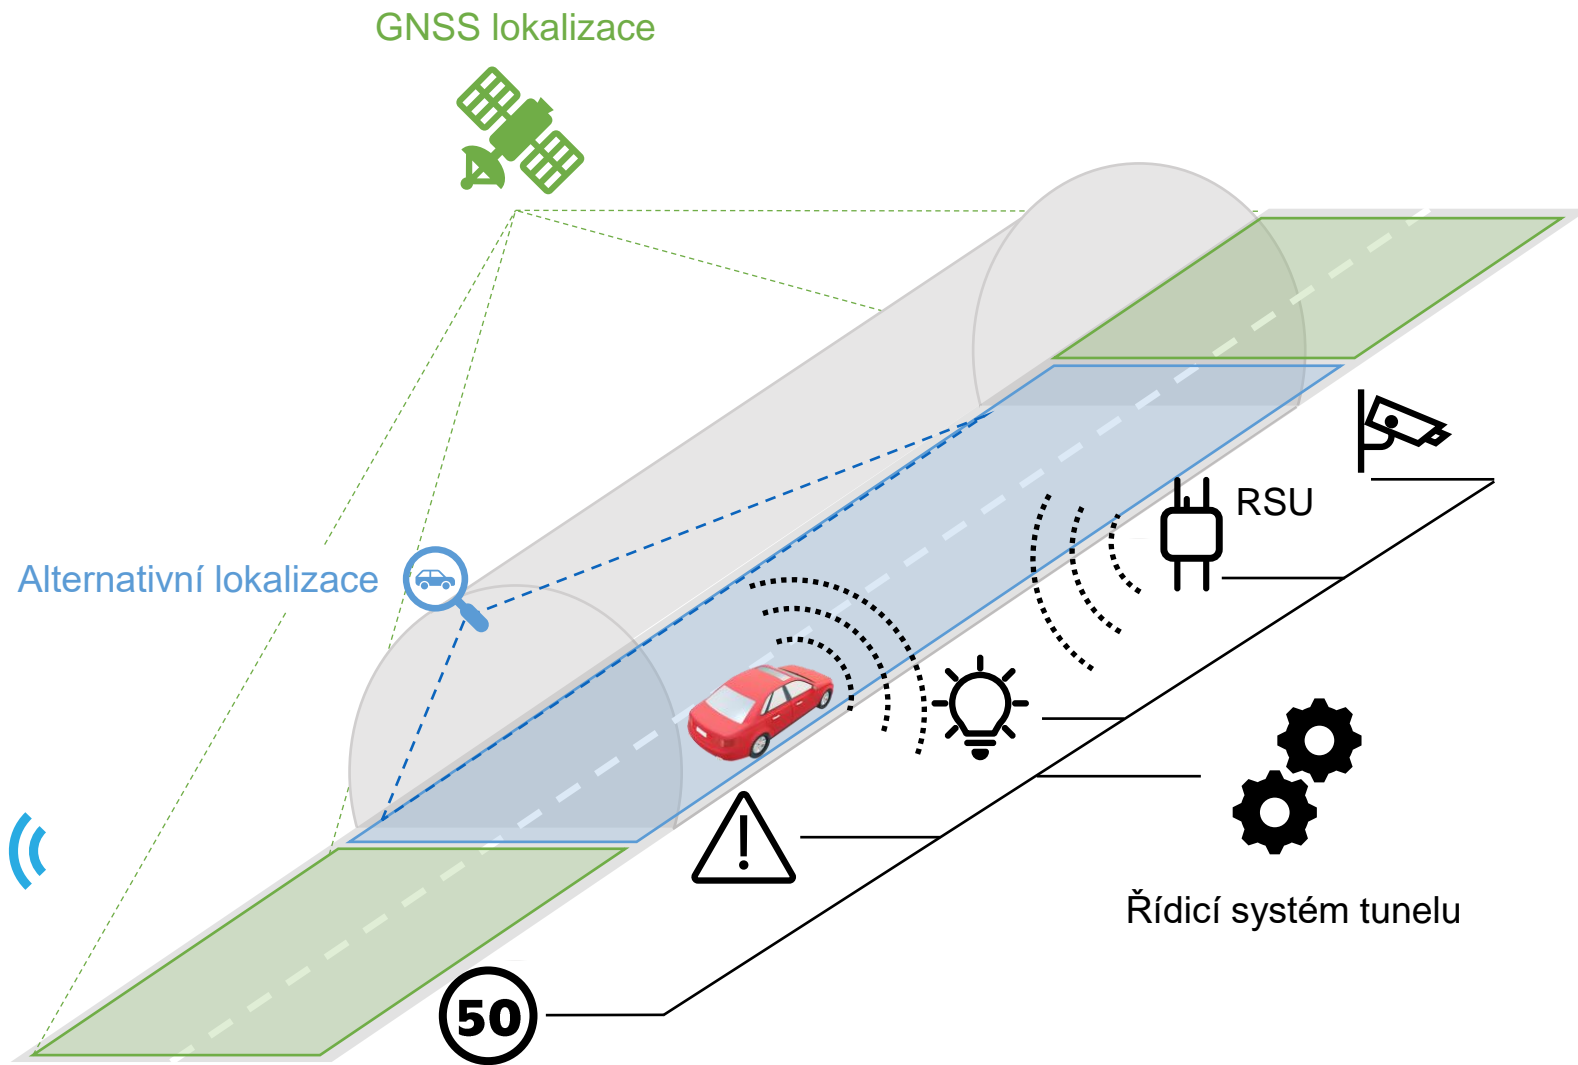 GNSS lokalizace
RSU
Alternativní lokalizace
Řídicí systém tunelu
50